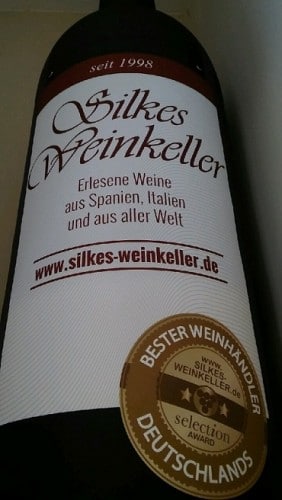 seit 1998
Silkes
Weinkeller
Erlesene Weine
aus Spanien, Italien
und aus aller Welt
www.silkes-weinkeller.de
BESTER WEINHÄNDLER
www.
SILKES-
WEINKELLER.de
selection
AWARD
DEUTSCHLANDS